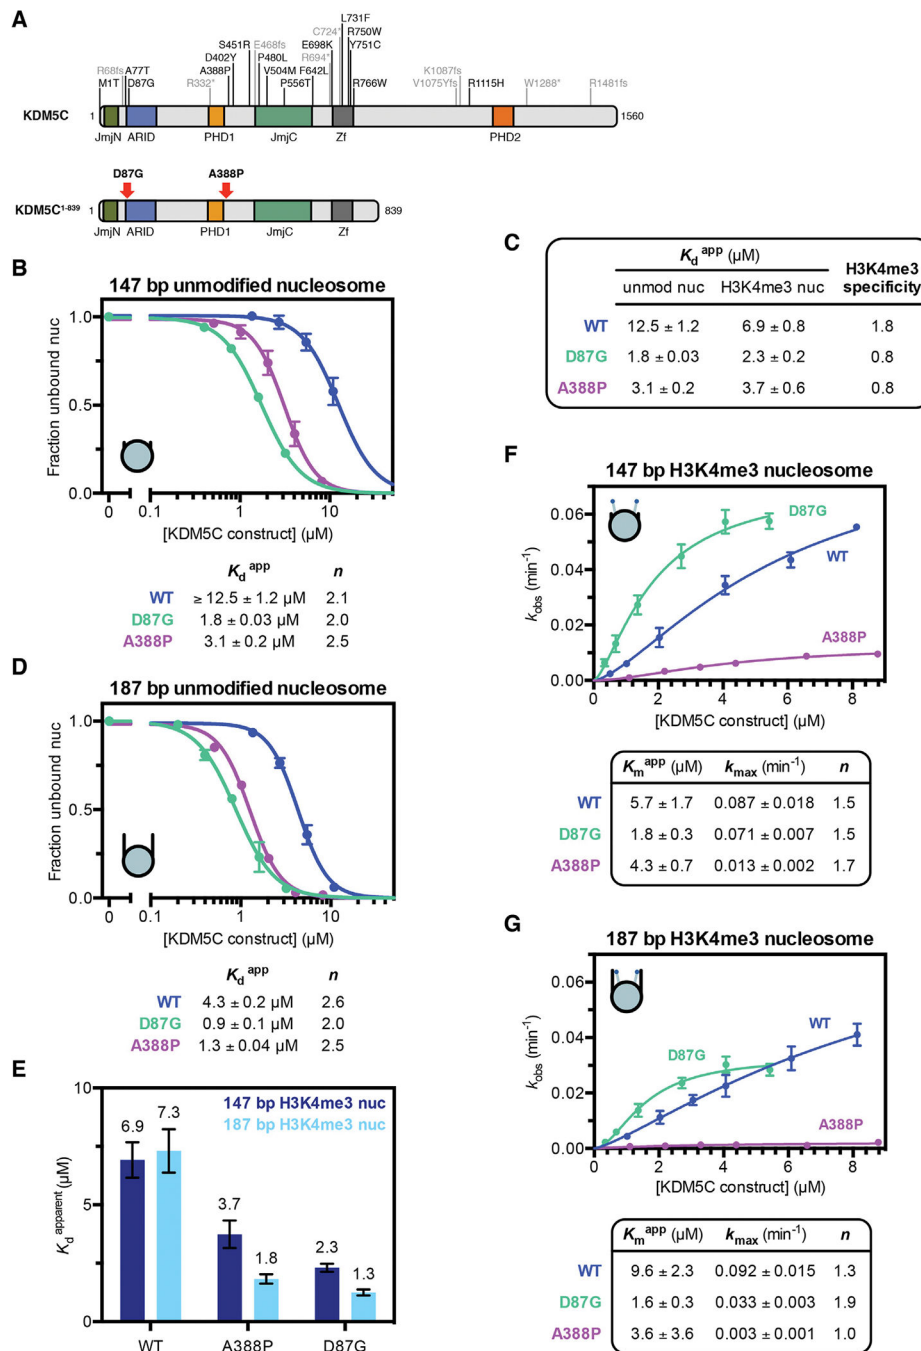 A
L731F
C724* R750W
S451R E468fs E698K Y751C
D402Y P480L R694*
R68fs A77T A388P V504M F642L K1087fs
M1T D87G R332* P556T R766W V1075Yfs R1115H W1288* R1481fs
KDM5C 1 1560
JmjN ARID PHD1 JmjC Zf PHD2
D87G A388P
KDM5C1-839 1 839
JmjN ARID PHD1 JmjC Zf
B
147 bp unmodified nucleosome
Fraction unbound nuc
1.0
0.5
0.0
0 0.1 1 10
[KDM5C construct] (µM)
Kd app n
WT ≥ 12.5 ± 1.2 µM 2.1
D87G 1.8 ± 0.03 µM 2.0
A388P 3.1 ± 0.2 µM 2.5
C
Kd app (µM)
H3K4me3 specificity
unmod nuc H3K4me3 nuc
WT 12.5 ± 1.2 6.9 ± 0.8 1.8
D87G 1.8 ± 0.03 2.3 ± 0.2 0.8
A388P 3.1 ± 0.2 3.7 ± 0.6 0.8
D
187 bp unmodified nucleosome
Fraction unbound nuc
1.0
0.5
0.0
0 0.1 1 10
[KDM5C construct] (µM)
Kd app n
WT 4.3 ± 0.2 µM 2.6
D87G 0.9 ± 0.1 µM 2.0
A388P 1.3 ± 0.04 µM 2.5
E
Kd apparent (µM)
10
5
0
147 bp H3K4me3 nuc
187 bp H3K4me3 nuc
6.9 7.3
3.7 1.8
2.3 1.3
WT A388P D87G
F
147 bp H3K4me3 nucleosome
kobs (min-1)
0.06
0.04
0.02
0.00
D87G
WT
A388P
0 2 4 6 8
[KDM5C construct] (µM)
Km app (µM) kmax (min-1) n
WT 5.7 ± 1.7 0.087 ± 0.018 1.5
D87G 1.8 ± 0.3 0.071 ± 0.007 1.5
A388P 4.3 ± 0.7 0.013 ± 0.002 1.7
G
187 bp H3K4me3 nucleosome
kobs (min-1)
0.06
0.04
0.02
0.00
WT
D87G
A388P
0 2 4 6 8
[KDM5C construct] (µM)
Km app (µM) kmax (min-1) n
WT 9.6 ± 2.3 0.092 ± 0.015 1.3
D87G 1.6 ± 0.3 0.033 ± 0.003 1.9
A388P 3.6 ± 3.6 0.003 ± 0.001 1.0